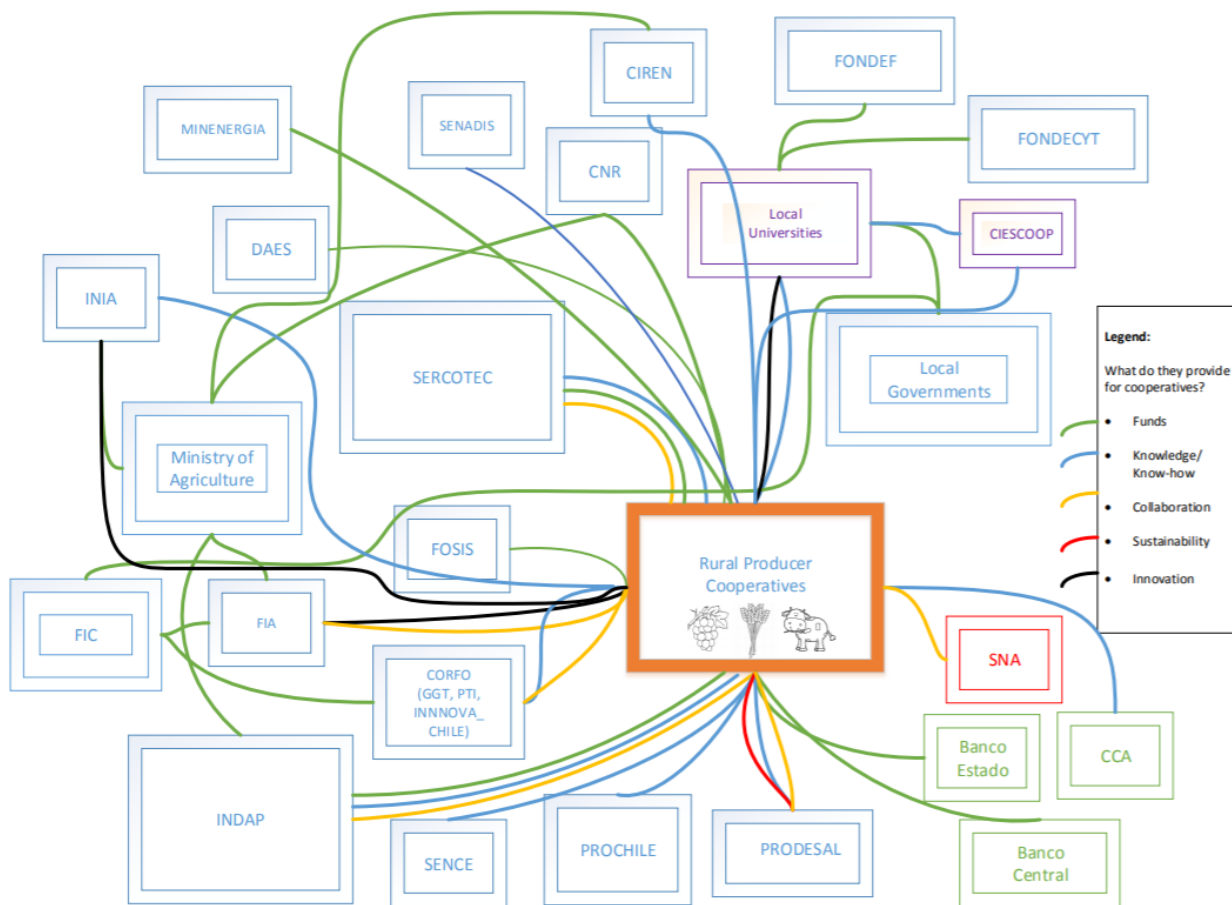 CIREN
FONDEF
MINENERGIA
SENADIS
FONDECYT
CNR
Local
Universities
CIESCOOP
DAES
INIA
SERCOTEC
Local
Governments
Legend:
What do they provide
for cooperatives?
• Funds
• Knowledge/
Know-how
• Collaboration
• Sustainability
• Innovation
Ministry of
Agriculture
FOSIS
Rural Producer
Cooperatives
FIC
FIA
CORFO
(GGT, PTI,
INNNOVA_
CHILE)
SNA
Banco
Estado
CCA
INDAP
SENCE
PROCHILE
PRODESAL
Banco
Central